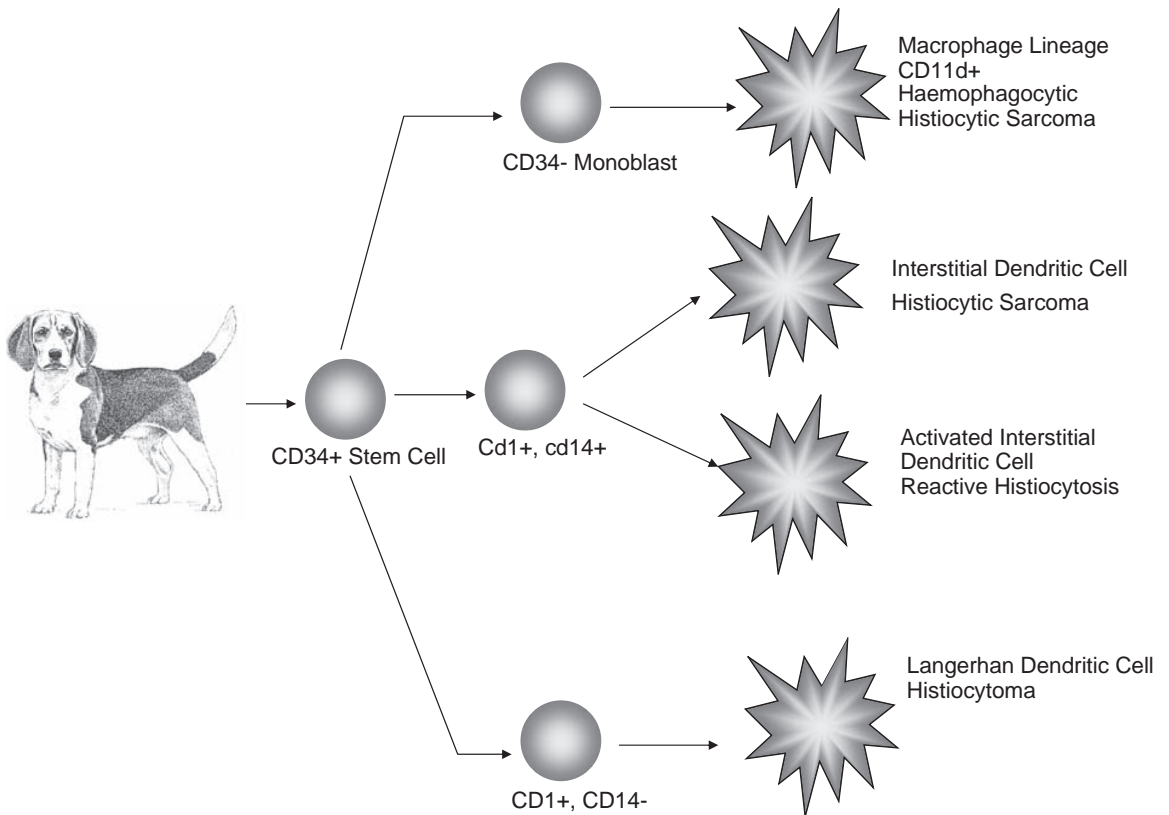 Macrophage Lineage
CD11d+
Haemophagocytic
Histiocytic Sarcoma
CD34- Monoblast
Interstitial Dendritic Cell
Histiocytic Sarcoma
CD34+ Stem Cell
Cd1+, cd14+
Activated Interstitial
Dendritic Cell
Reactive Histiocytosis
Langerhan Dendritic Cell
Histiocytoma
CD1+, CD14-